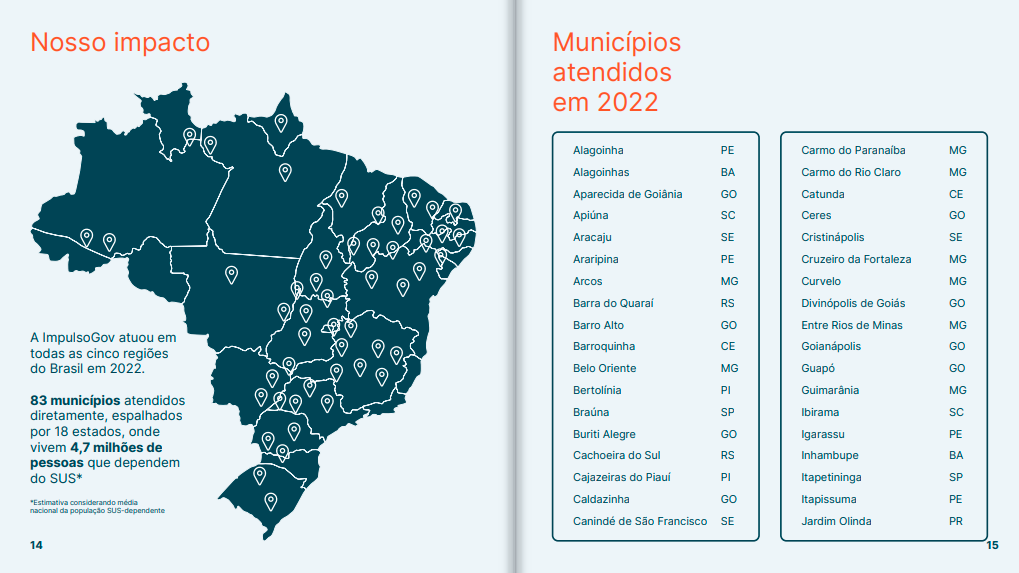 Nosso impacto
A ImpulsoGov atuou em
todas as cinco regiões
do Brasil em 2022.
83 municípios atendidos
diretamente, espalhados
por 18 estados, onde
vivem 4,7 milhões de
pessoas que dependem
do SUS*
*Estimativa considerando média
nacional da população SUS-dependente
14
Municípios
atendidos
em 2022
Alagoinha PE
Alagoinhas BA
Aparecida de Goiânia GO
Apiúna SC
Aracaju SE
Araripina PE
Arcos MG
Barra do Quaraí RS
Barro Alto GO
Barroquinha CE
Belo Oriente MG
Bertolínia PI
Braúna SP
Buriti Alegre GO
Cachoeira do Sul RS
Cajazeiras do Piauí PI
Caldazinha GO
Canindé de São Francisco SE
Carmo do Paranaíba MG
Carmo do Rio Claro MG
Catunda CE
Ceres GO
Cristinápolis SE
Cruzeiro da Fortaleza MG
Curvelo MG
Divinópolis de Goiás GO
Entre Rios de Minas MG
Goianápolis GO
Guapó GO
Guimarânia MG
Ibirama SC
Igarassu PE
Inhambupe BA
Itapetininga SP
Itapissuma PE
Jardim Olinda PR
15